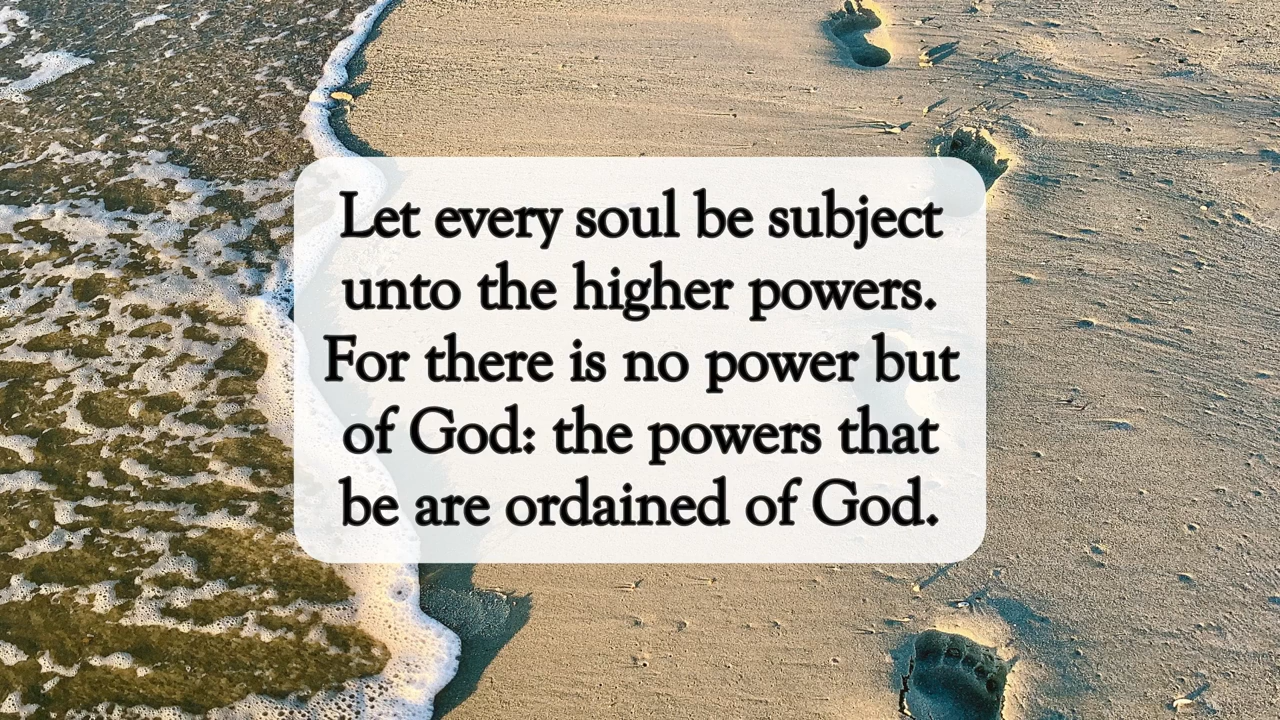 Let every soul be subject
unto the higher powers.
For there is no power but
of God: the powers that
be are ordained of God.